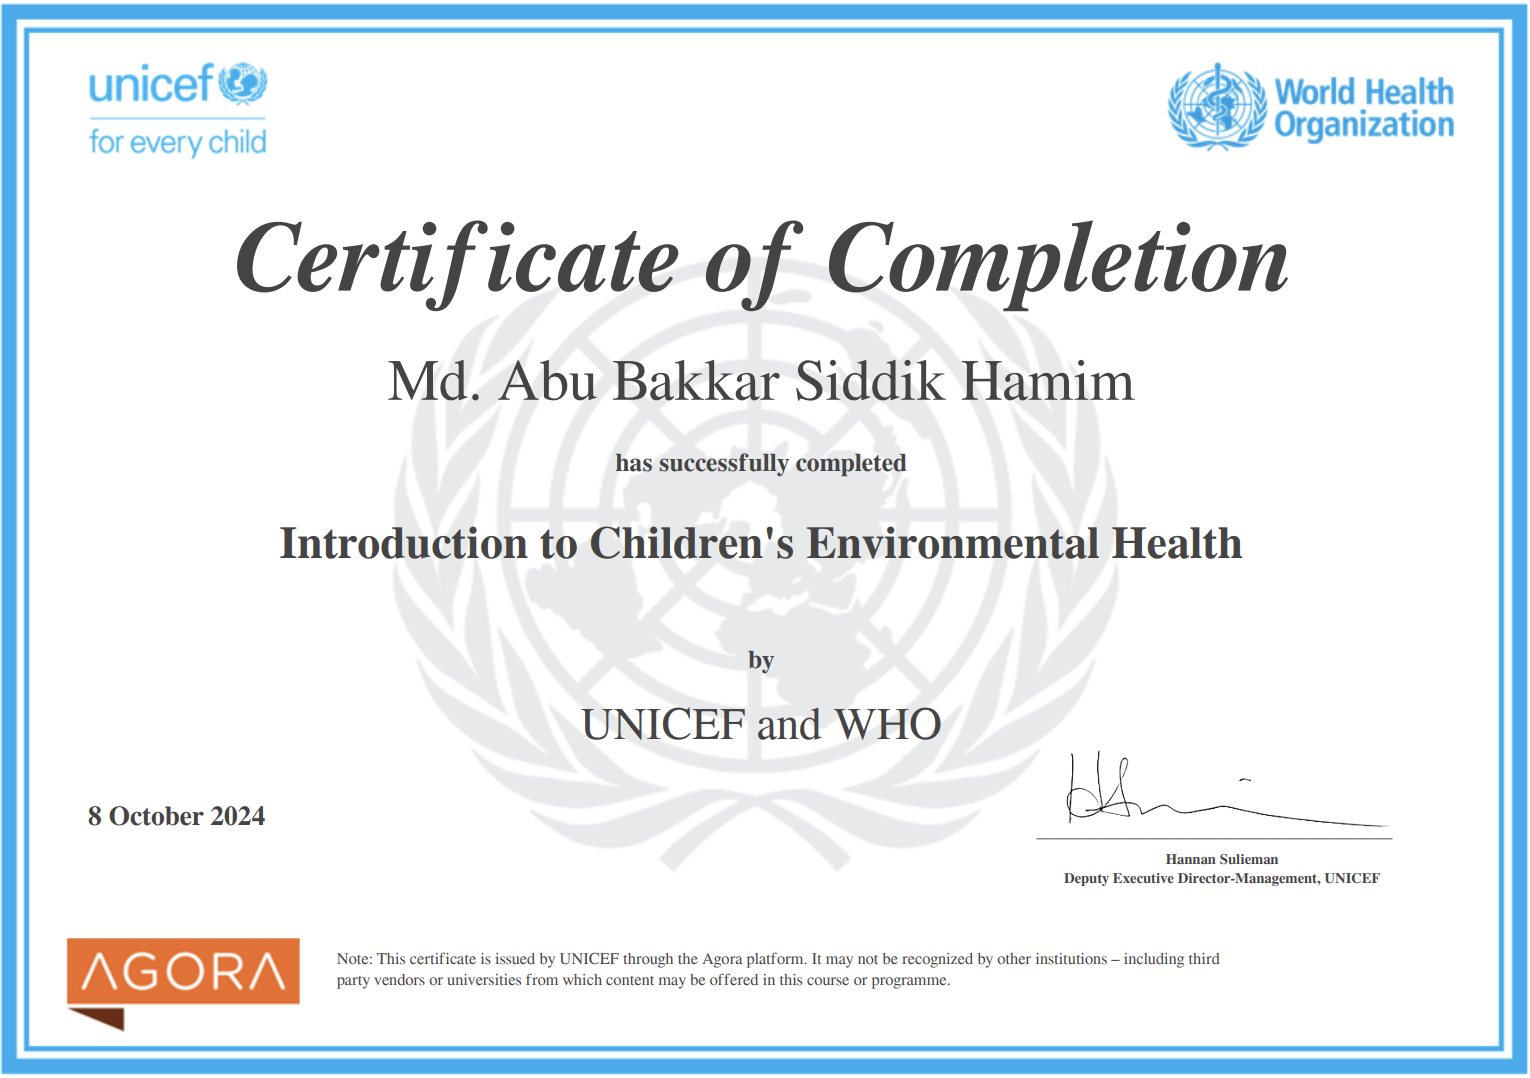 unicef
for every child
World Health
Organization
Certificate of Completion
Md. Abu Bakkar Siddik Hamim
has successfully completed
Introduction to Children's Environmental Health
by
UNICEF and WHO
8 October 2024
Hannan Sulieman
Deputy Executive Director-Management, UNICEF
AGORA
Note: This certificate is issued by UNICEF through the Agora platform. It may not be recognized by other institutions – including third
party vendors or universities from which content may be offered in this course or programme.